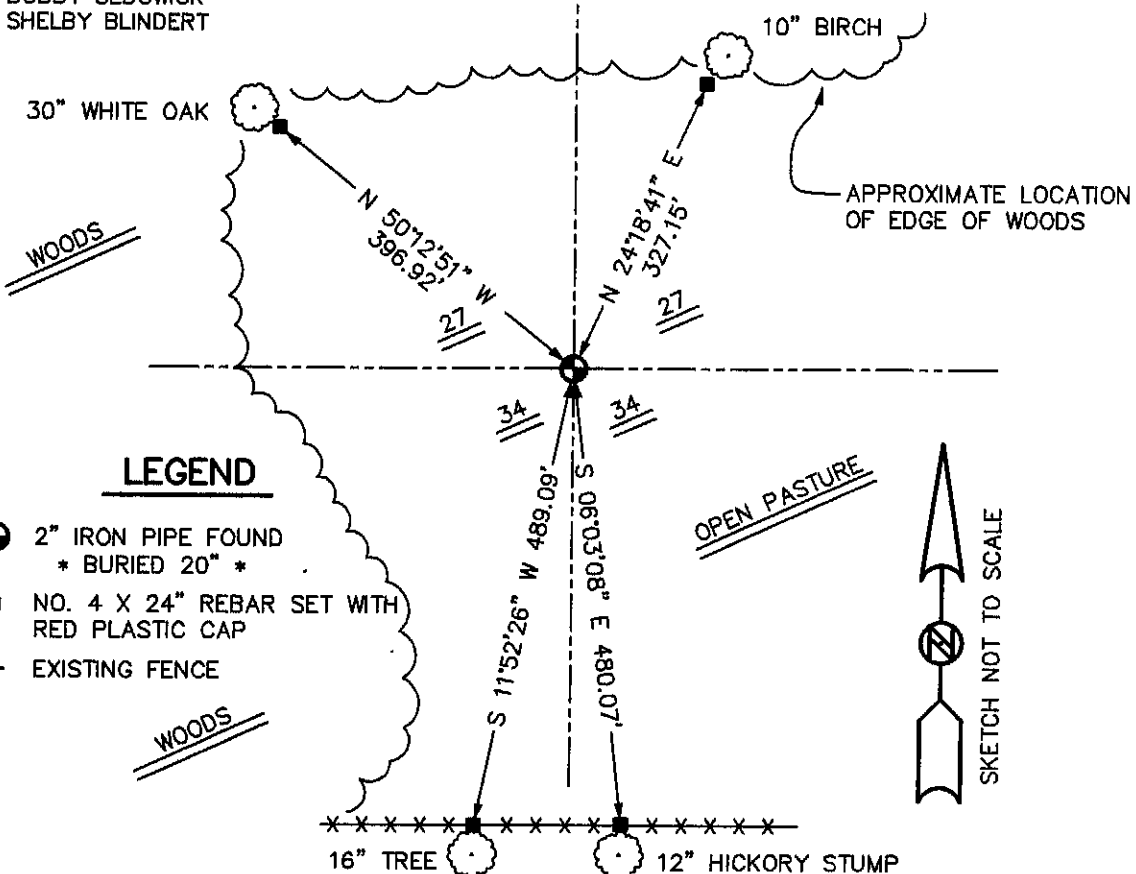 SHELBY BLINDERT
10" BIRCH
30" WHITE OAK
APPROXIMATE LOCATION
OF EDGE OF WOODS
WOODS
N 50°12'51" W
396.92'
N 24°18'41" E
327.15'
27
27
34
34
LEGEND
2" IRON PIPE FOUND
* BURIED 20" *
NO. 4 X 24" REBAR SET WITH
RED PLASTIC CAP
EXISTING FENCE
S 11°52'26" W 489.09'
S 06°03'08" E 480.07'
OPEN PASTURE
N
SKETCH NOT TO SCALE
WOODS
16" TREE
12" HICKORY STUMP